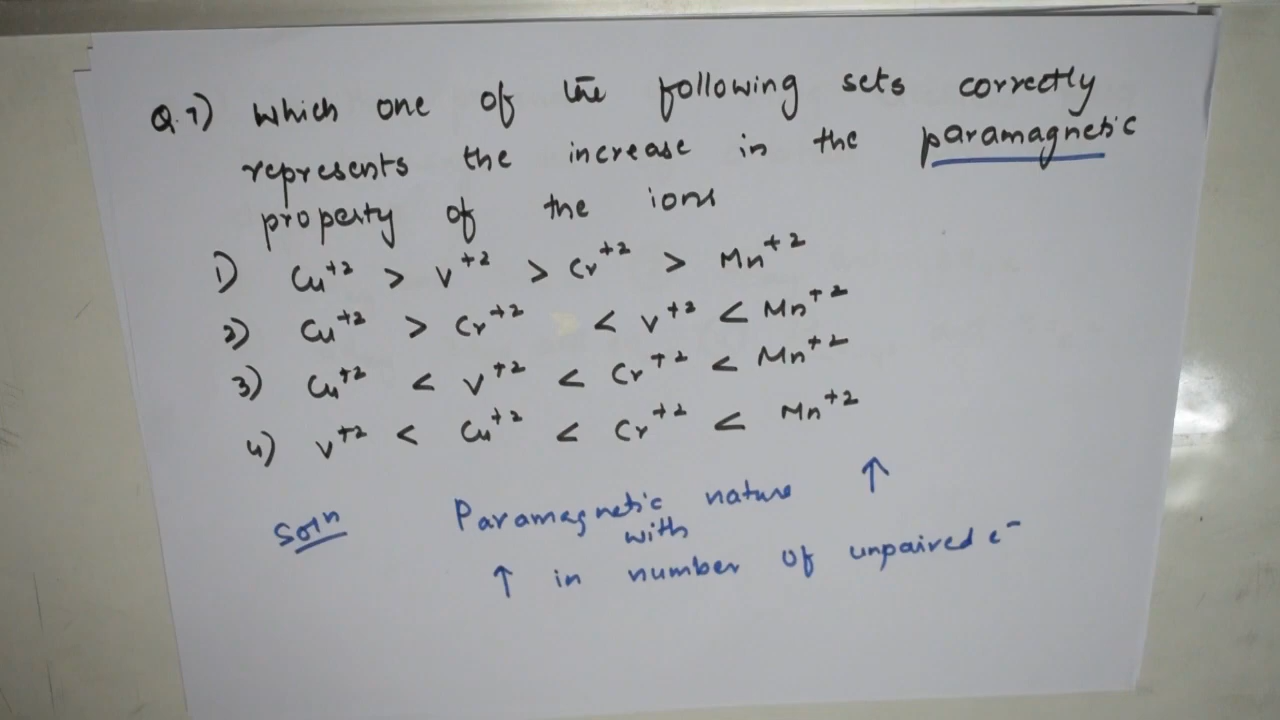 Q.7) Which one of the following sets correctly
represents the increase in the paramagnetic
property of the ions
1) Cu+2 > V+2 > Cr+2 > Mn+2
2) Cu+2 > Cr+2 < V+2 < Mn+2
3) Cu+2 < V+2 < Cr+2 < Mn+2
4) V+2 < Cu+2 < Cr+2 < Mn+2
Soln Paramagnetic nature ↑
with
↑ in number of unpaired e-